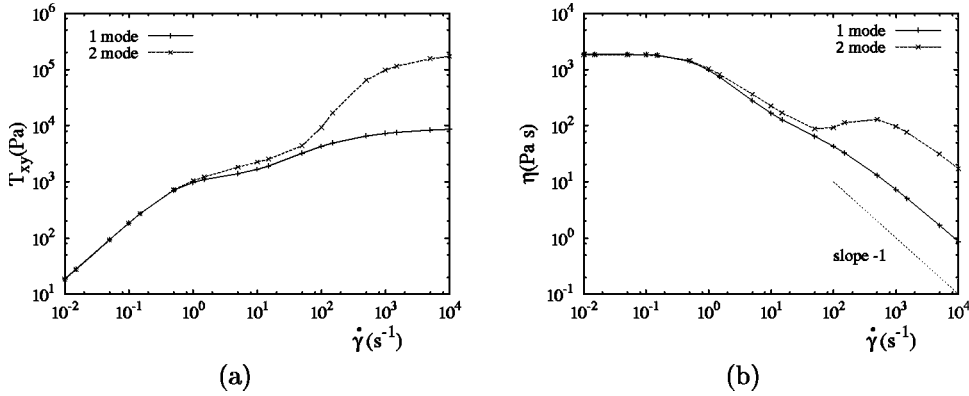 10^6
10^5
10^4
10^3
10^2
10^1
T_xy(Pa)
1 mode
2 mode
10^-2 10^-1 10^0 10^1 10^2 10^3 10^4
γ̇ (s^-1)
(a)
10^4
10^3
10^2
10^1
10^0
10^-1
η(Pa s)
1 mode
2 mode
slope -1
10^-2 10^-1 10^0 10^1 10^2 10^3 10^4
γ̇ (s^-1)
(b)